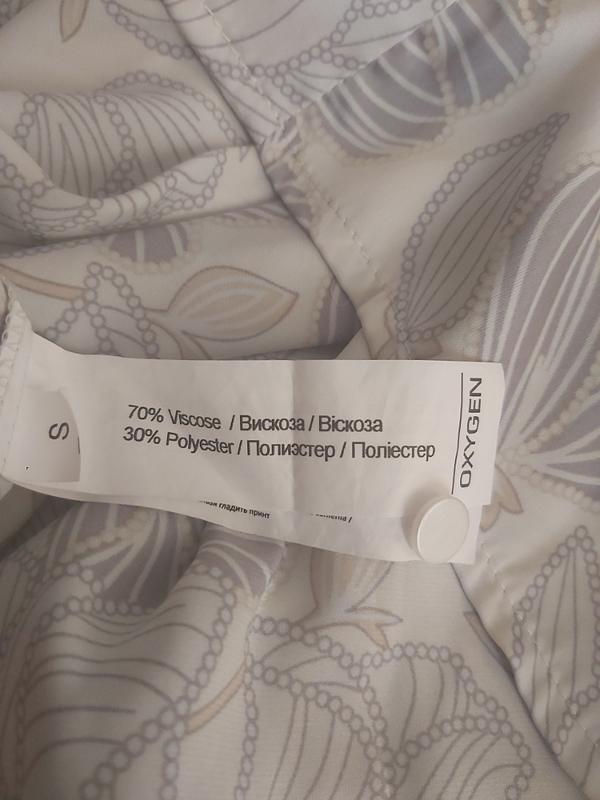 70% Viscose / Вискоза / Віскоза
30% Polyester / Полиэстер / Поліестер
OXYGEN
S
гладить принт